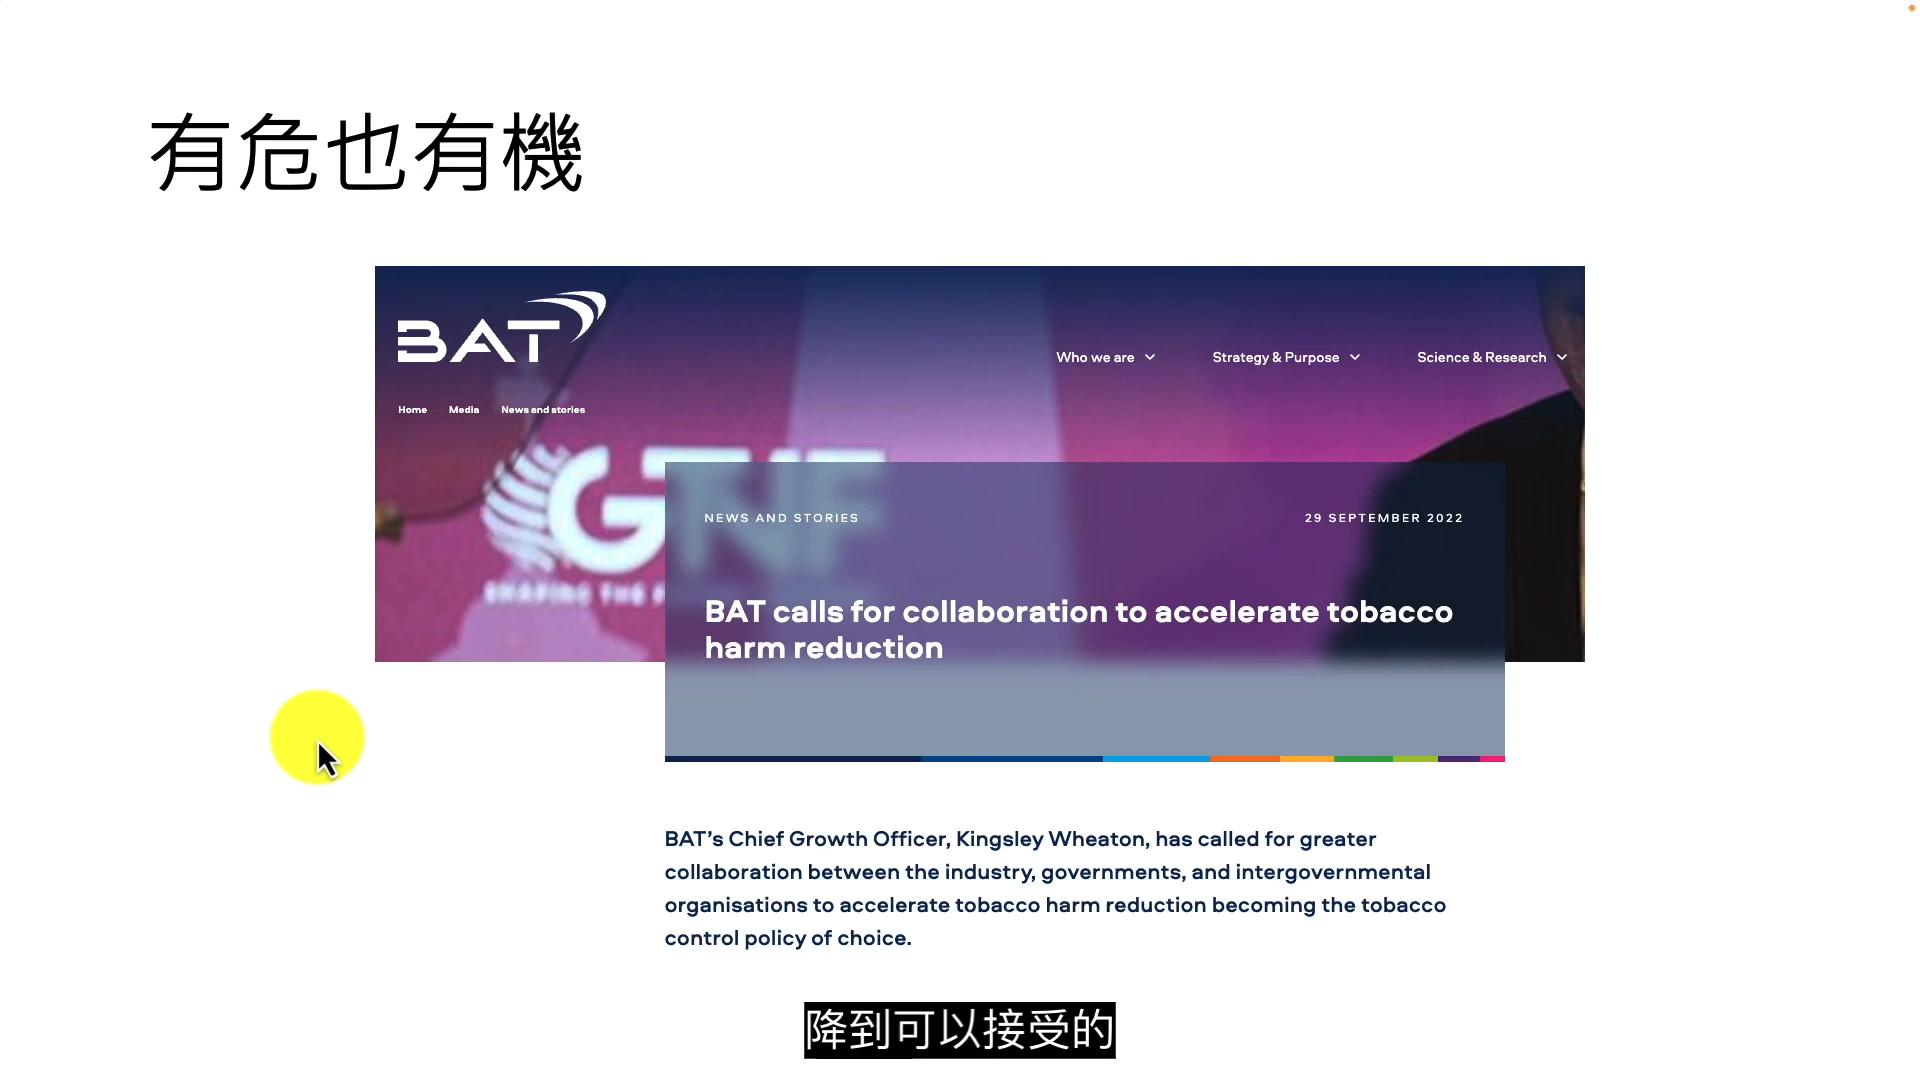 有危也有機
BAT
Who we are
Strategy & Purpose
Science & Research
Home
Media
News and stories
GTNF
NEWS AND STORIES
29 SEPTEMBER 2022
BAT calls for collaboration to accelerate tobacco
harm reduction
BAT’s Chief Growth Officer, Kingsley Wheaton, has called for greater
collaboration between the industry, governments, and intergovernmental
organisations to accelerate tobacco harm reduction becoming the tobacco
control policy of choice.
降到可以接受的